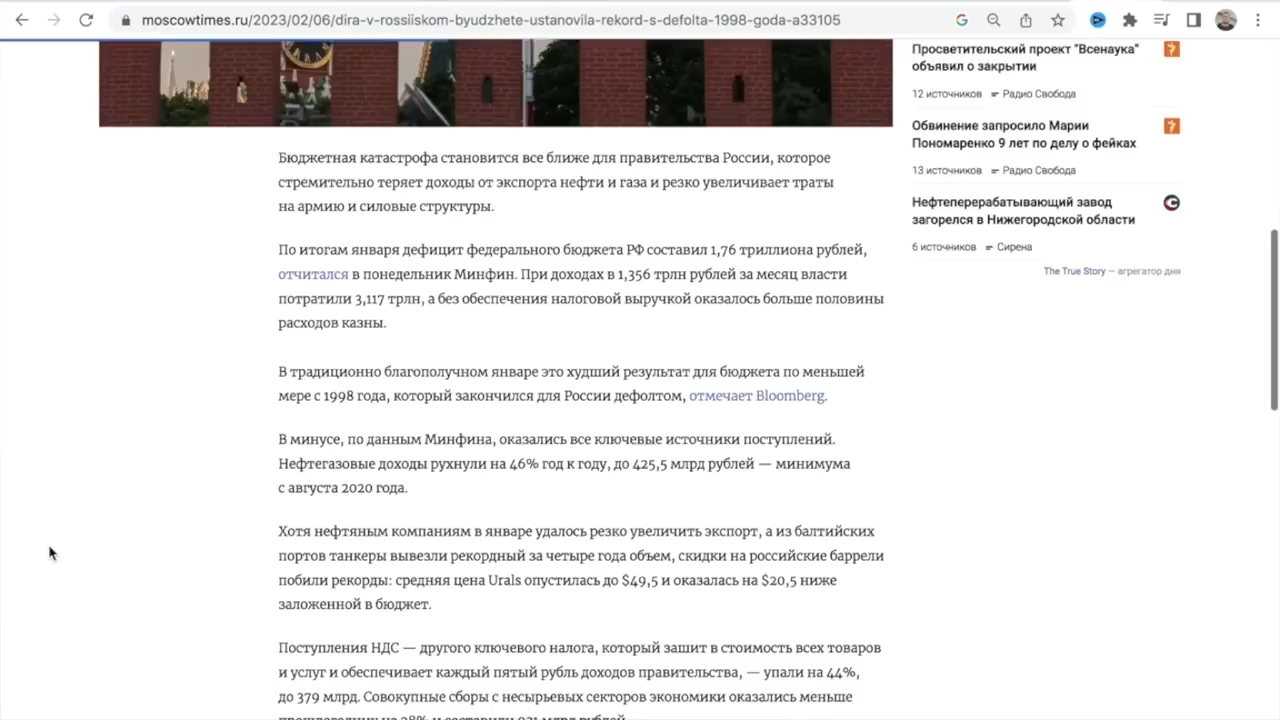 moscowtimes.ru/2023/02/06/dira-v-rossiiskom-byudzhete-ustanovila-rekord-s-defolta-1998-goda-a33105
Бюджетная катастрофа становится все ближе для правительства России, которое
стремительно теряет доходы от экспорта нефти и газа и резко увеличивает траты
на армию и силовые структуры.
По итогам января дефицит федерального бюджета РФ составил 1,76 триллиона рублей,
отчитался в понедельник Минфин. При доходах в 1,356 трлн рублей за месяц власти
потратили 3,117 трлн, а без обеспечения налоговой выручкой оказалось больше половины
расходов казны.
В традиционно благополучном январе это худший результат для бюджета по меньшей
мере с 1998 года, который закончился для России дефолтом, отмечает Bloomberg.
В минусе, по данным Минфина, оказались все ключевые источники поступлений.
Нефтегазовые доходы рухнули на 46% год к году, до 425,5 млрд рублей — минимума
с августа 2020 года.
Хотя нефтяным компаниям в январе удалось резко увеличить экспорт, а из балтийских
портов танкеры вывезли рекордный за четыре года объем, скидки на российские баррели
побили рекорды: средняя цена Urals опустилась до $49,5 и оказалась на $20,5 ниже
заложенной в бюджет.
Поступления НДС — другого ключевого налога, который зашит в стоимость всех товаров
и услуг и обеспечивает каждый пятый рубль доходов правительства, — упали на 44%,
до 379 млрд. Совокупные сборы с несырьевых секторов экономики оказались меньше
Просветительский проект "Всенаука"
объявил о закрытии
12 источников Радио Свобода
Обвинение запросило Марии
Пономаренко 9 лет по делу о фейках
13 источников Радио Свобода
Нефтеперерабатывающий завод
загорелся в Нижегородской области
6 источников Сирена
The True Story — агрегатор дня